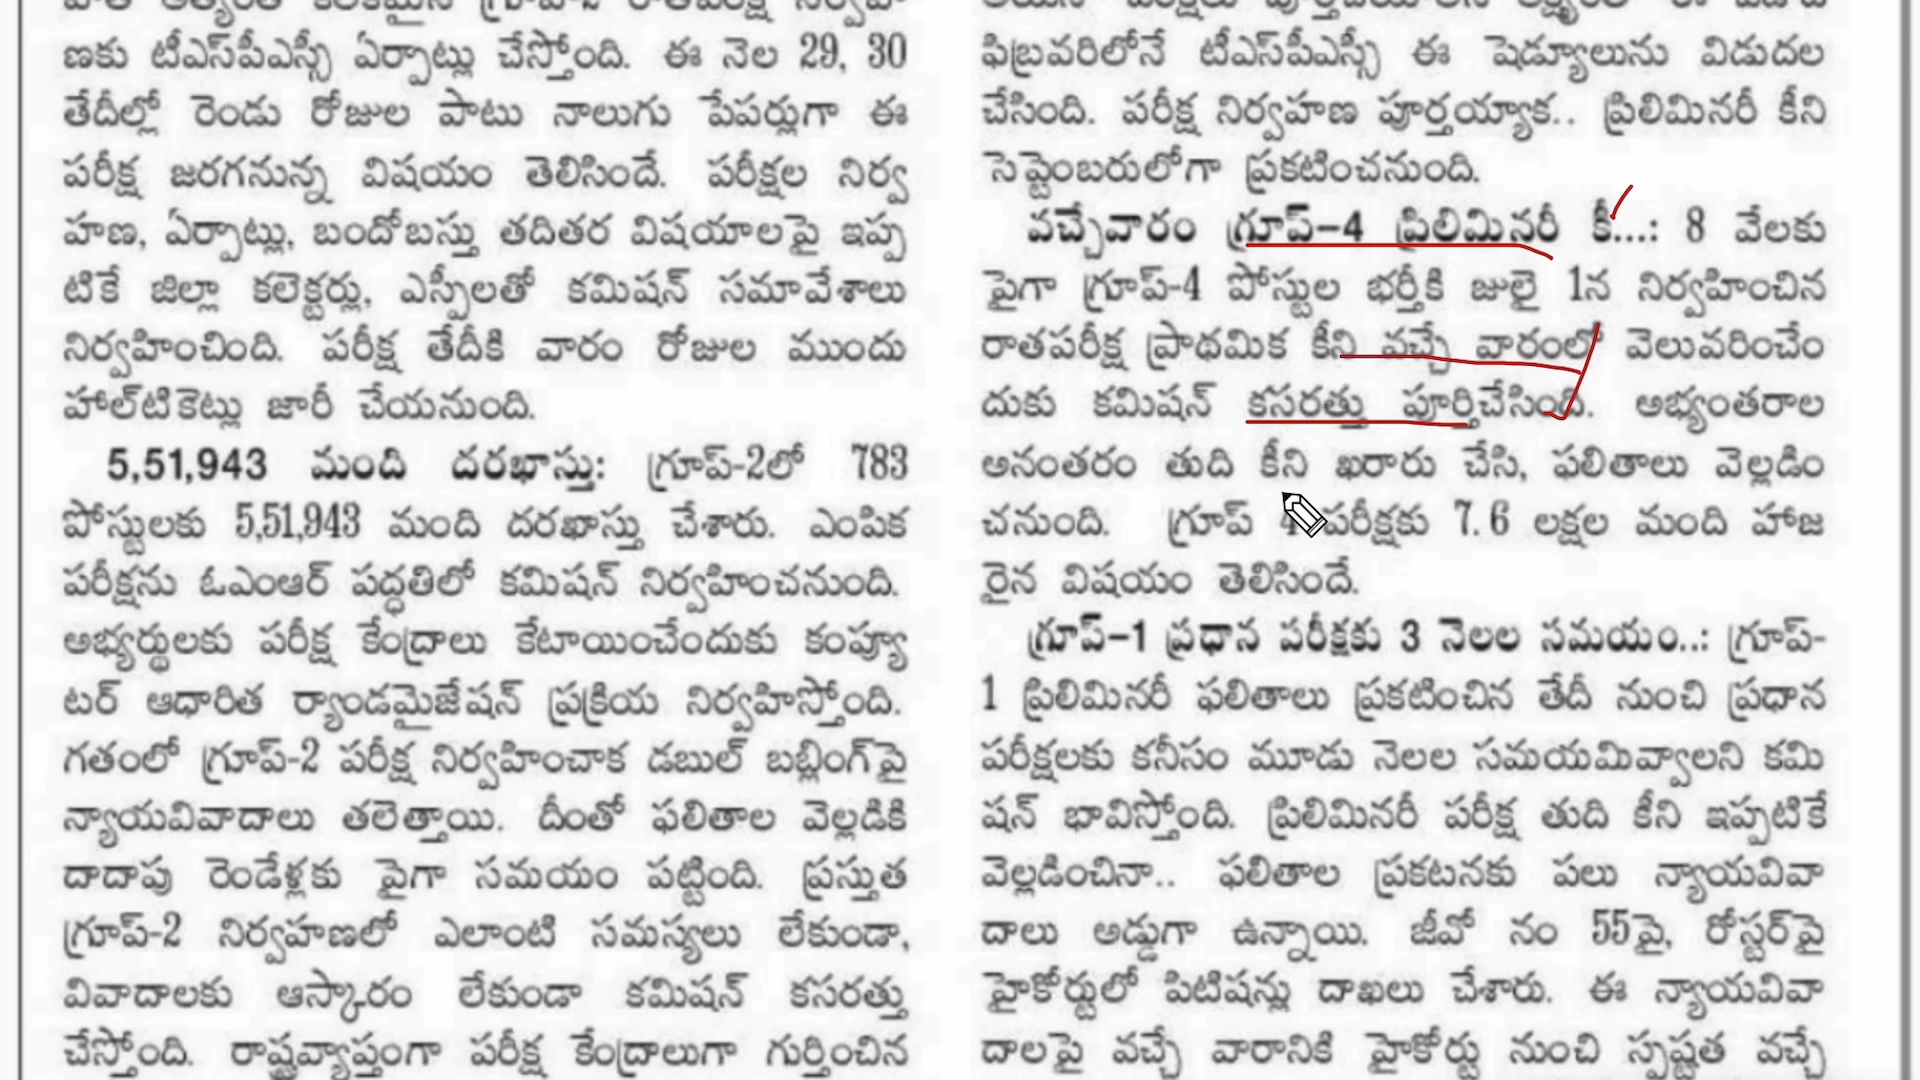 ణకు టీఎస్‌పీఎస్సీ ఏర్పాట్లు చేస్తోంది. ఈ నెల 29, 30
తేదీల్లో రెండు రోజుల పాటు నాలుగు పేపర్లుగా ఈ
పరీక్ష జరగనున్న విషయం తెలిసిందే. పరీక్షల నిర్వ
హణ, ఏర్పాట్లు, బందోబస్తు తదితర విషయాలపై ఇప్ప
టికే జిల్లా కలెక్టర్లు, ఎస్పీలతో కమిషన్ సమావేశాలు
నిర్వహించింది. పరీక్ష తేదీకి వారం రోజుల ముందు
హాల్‌టికెట్లు జారీ చేయనుంది.
5,51,943 మంది దరఖాస్తు: గ్రూప్-2లో 783
పోస్టులకు 5,51,943 మంది దరఖాస్తు చేశారు. ఎంపిక
పరీక్షను ఓఎంఆర్ పద్ధతిలో కమిషన్ నిర్వహించనుంది.
అభ్యర్థులకు పరీక్ష కేంద్రాలు కేటాయించేందుకు కంప్యూ
టర్ ఆధారిత ర్యాండమైజేషన్ ప్రక్రియ నిర్వహిస్తోంది.
గతంలో గ్రూప్-2 పరీక్ష నిర్వహించాక డబుల్ బబ్లింగ్‌పై
న్యాయవివాదాలు తలెత్తాయి. దీంతో ఫలితాల వెల్లడికి
దాదాపు రెండేళ్లకు పైగా సమయం పట్టింది. ప్రస్తుత
గ్రూప్-2 నిర్వహణలో ఎలాంటి సమస్యలు లేకుండా,
వివాదాలకు ఆస్కారం లేకుండా కమిషన్ కసరత్తు
చేస్తోంది. రాష్ట్రవ్యాప్తంగా పరీక్ష కేంద్రాలుగా గుర్తించిన
ఫిబ్రవరిలోనే టీఎస్‌పీఎస్సీ ఈ షెడ్యూలును విడుదల
చేసింది. పరీక్ష నిర్వహణ పూర్తయ్యాక.. ప్రిలిమినరీ కీని
సెప్టెంబరులోగా ప్రకటించనుంది.
వచ్చేవారం గ్రూప్-4 ప్రిలిమినరీ కీ...: 8 వేలకు
పైగా గ్రూప్-4 పోస్టుల భర్తీకి జులై 1న నిర్వహించిన
రాతపరీక్ష ప్రాథమిక కీని వచ్చే వారంలో వెలువరించేం
దుకు కమిషన్ కసరత్తు పూర్తిచేసింది. అభ్యంతరాల
అనంతరం తుది కీని ఖరారు చేసి, ఫలితాలు వెల్లడిం
చనుంది. గ్రూప్ 4 పరీక్షకు 7.6 లక్షల మంది హాజ
రైన విషయం తెలిసిందే.
గ్రూప్-1 ప్రధాన పరీక్షకు 3 నెలల సమయం..: గ్రూప్-
1 ప్రిలిమినరీ ఫలితాలు ప్రకటించిన తేదీ నుంచి ప్రధాన
పరీక్షలకు కనీసం మూడు నెలల సమయమివ్వాలని కమి
షన్ భావిస్తోంది. ప్రిలిమినరీ పరీక్ష తుది కీని ఇప్పటికే
వెల్లడించినా.. ఫలితాల ప్రకటనకు పలు న్యాయవివా
దాలు అడ్డుగా ఉన్నాయి. జీవో నం 55పై, రోస్టర్‌పై
హైకోర్టులో పిటిషన్లు దాఖలు చేశారు. ఈ న్యాయవివా
దాలపై వచ్చే వారానికి హైకోర్టు నుంచి స్పష్టత వచ్చే